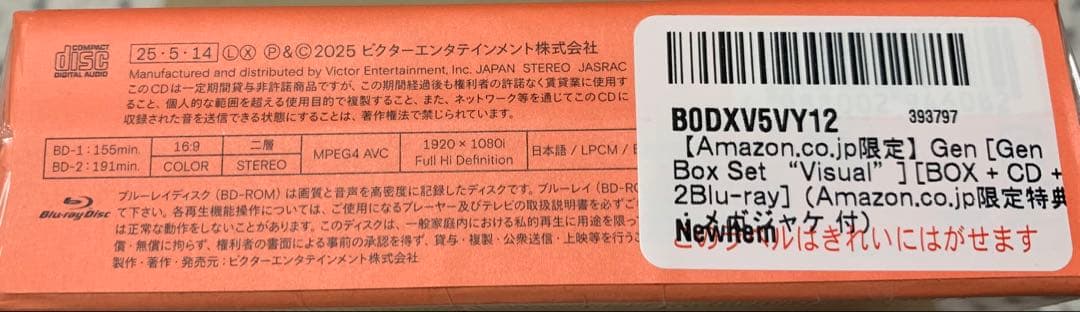 COMPACT
disc
DIGITAL AUDIO
25・5・14 L X Ⓟ&©2025 ビクターエンタテインメント株式会社
Manufactured and distributed by Victor Entertainment, Inc. JAPAN STEREO JASRAC
このCDは一定期間貸与非許諾商品ですが、この期間経過後も権利者の許諾なく賃貸業に使用す
ること、個人的な範囲を超える使用目的で複製すること、また、ネットワーク等を通じてこのCDに
収録された音を送信できる状態にすることは、著作権法で禁じられています。
BD-1 : 155min. 16:9 二層 MPEG4 AVC 1920 × 1080i 日本語 / LPCM /
BD-2 : 191min. COLOR STEREO Full Hi Definition
Blu-ray Disc
ブルーレイディスク(BD-ROM)は画質と音声を高密度に記録したディスクです。ブルーレイ(BD-RO
て下さい。各再生機能操作については、ご使用になるプレーヤー及びテレビの取扱説明書を必ずご
は正常な動作をしないことがあります。このディスクは、一般家庭内における私的再生に用途を限っ
償・無償に拘らず、権利者の書面による事前の承認を得ず、貸与・複製・公衆送信・上映等を行うこ
製作・著作・発売元:ビクターエンタテインメント株式会社
B0DXV5VY12 393797
【Amazon.co.jp限定】Gen [Gen
Box Set “Visual” ][BOX + CD +
2Blu-ray] (Amazon.co.jp限定特典
: メガジャケ 付)
NewItem
このラベルはきれいにはがせます